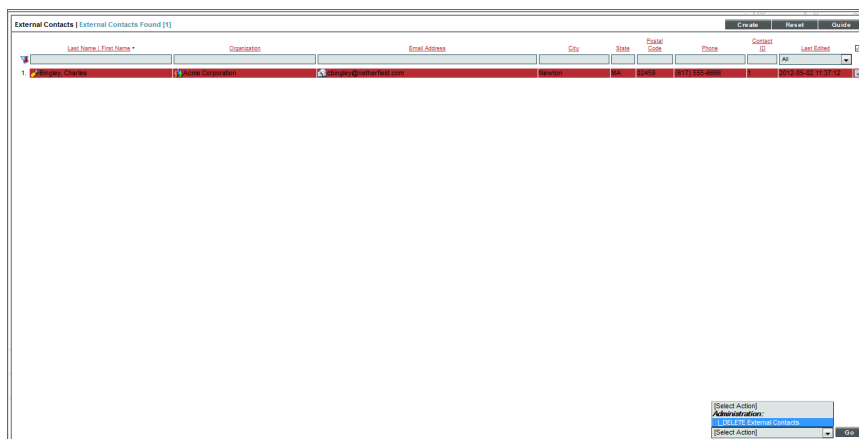 External Contacts | External Contacts Found [1]
Create Reset Guide
Last Name | First Name Organization Email Address City State Postal Code Phone Contact ID Last Edited
All
1. Bingley, Charles Acme Corporation cbingley@netherfield.com Newton MA 02459 (617) 555-6666 1 2012-05-02 11:37:12
[Select Action]
Administration:
|_DELETE External Contacts
[Select Action] Go